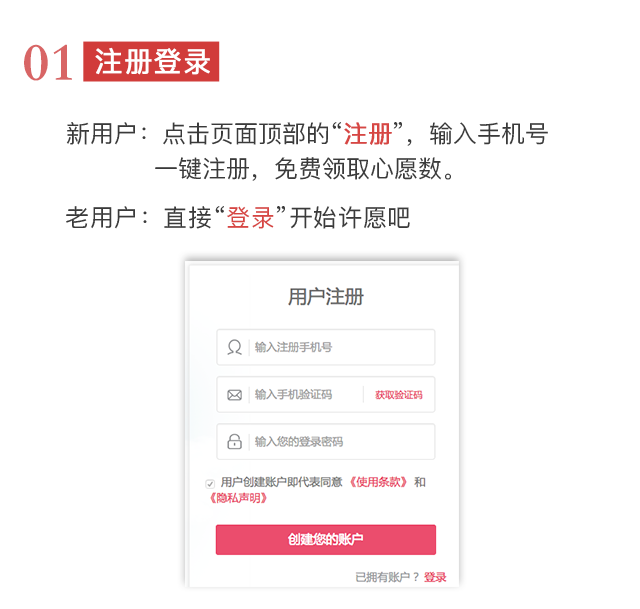 01 注册登录
新用户：点击页面顶部的“注册”，输入手机号
一键注册，免费领取心愿数。
老用户：直接“登录”开始许愿吧
用户注册
输入注册手机号
输入手机验证码 获取验证码
输入您的登录密码
用户创建账户即代表同意《使用条款》和
《隐私声明》
创建您的账户
已拥有账户？登录